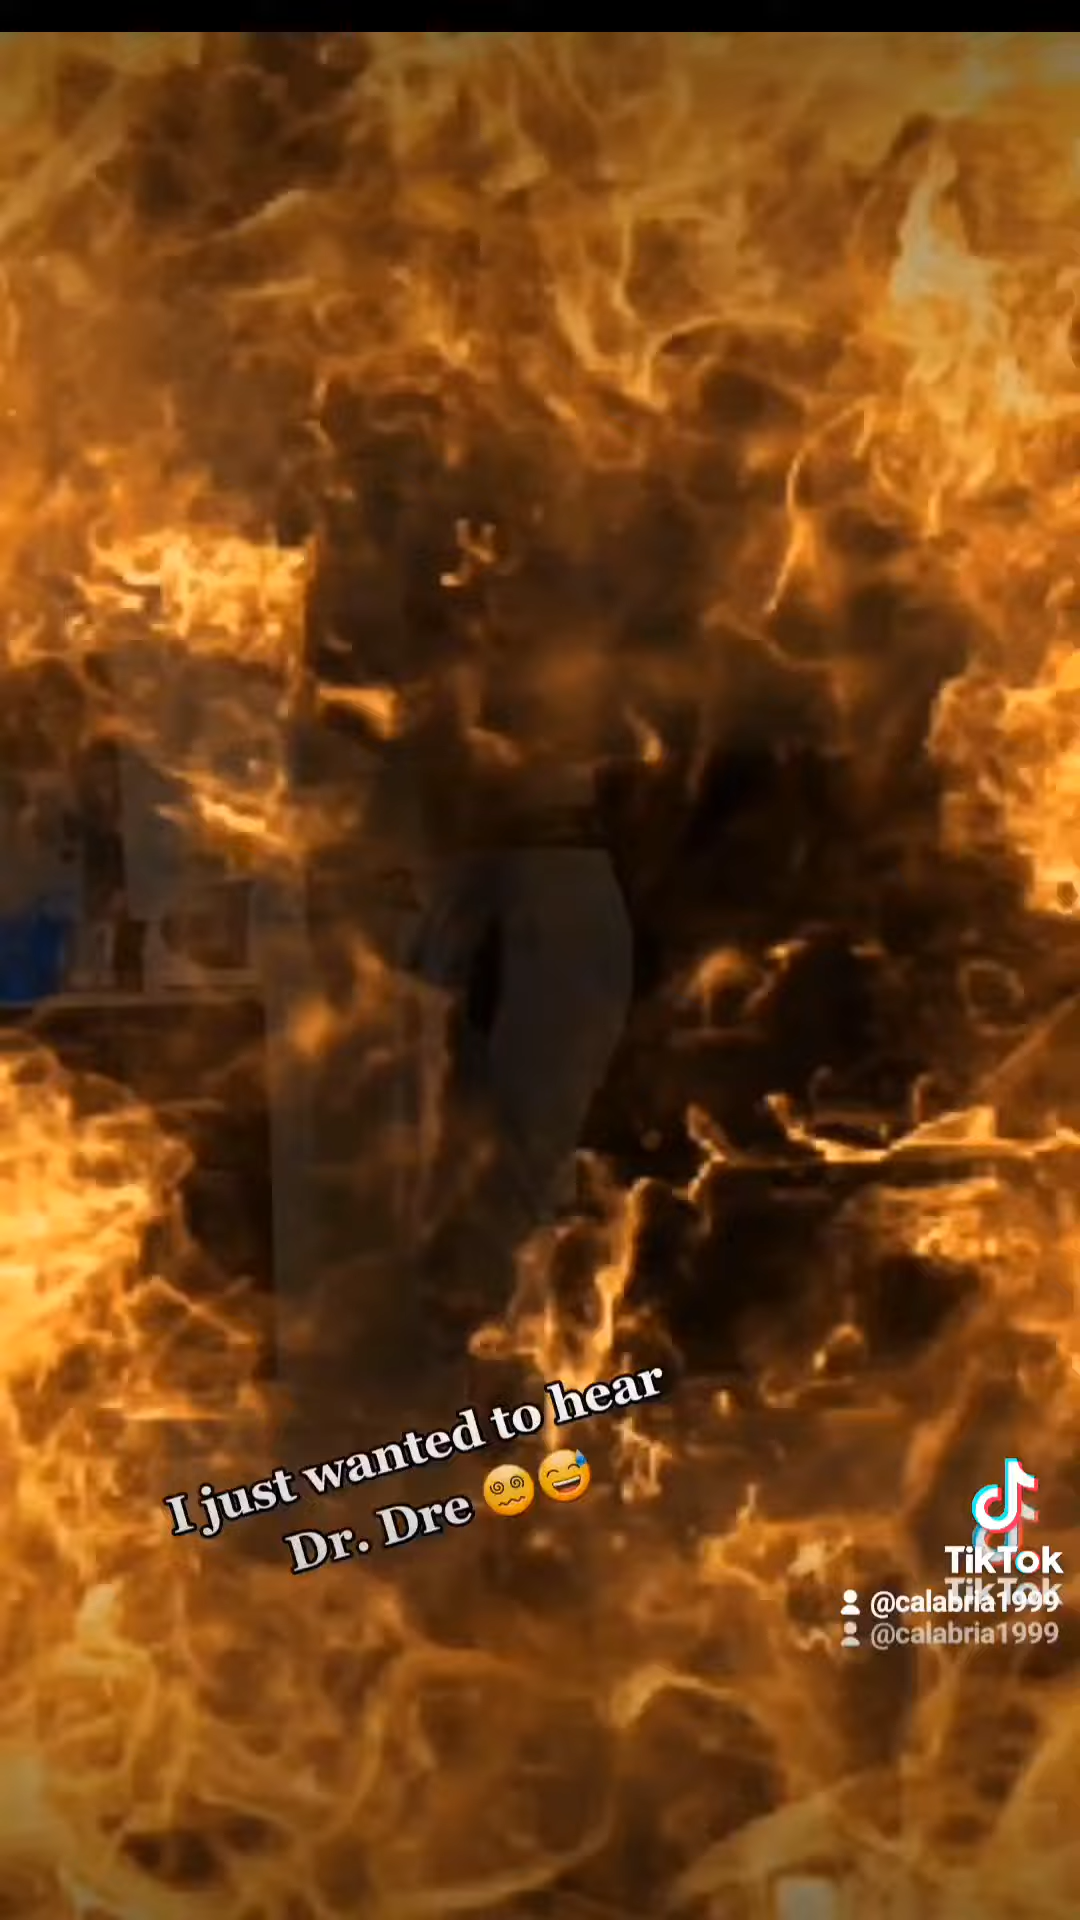 I just wanted to hear
Dr. Dre 😵‍💫😅
TikTok
TikTok
@calabria1999
@calabria1999